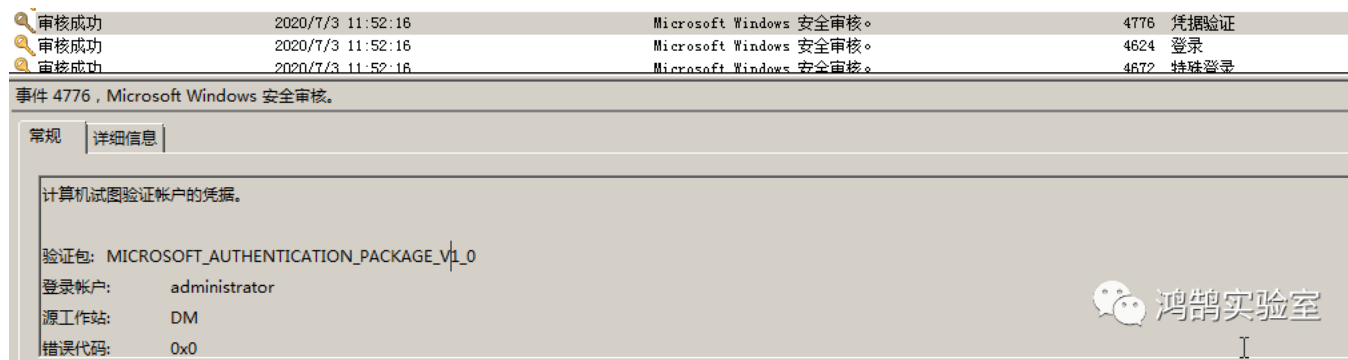 审核成功 2020/7/3 11:52:16 Microsoft Windows 安全审核。 4776 凭据验证
审核成功 2020/7/3 11:52:16 Microsoft Windows 安全审核。 4624 登录
审核成功 2020/7/3 11:52:16 Microsoft Windows 安全审核。 4672 特殊登录
事件 4776，Microsoft Windows 安全审核。
常规 详细信息
计算机试图验证帐户的凭据。
验证包: MICROSOFT_AUTHENTICATION_PACKAGE_V1_0
登录帐户: administrator
源工作站: DM
错误代码: 0x0
鸿鹄实验室